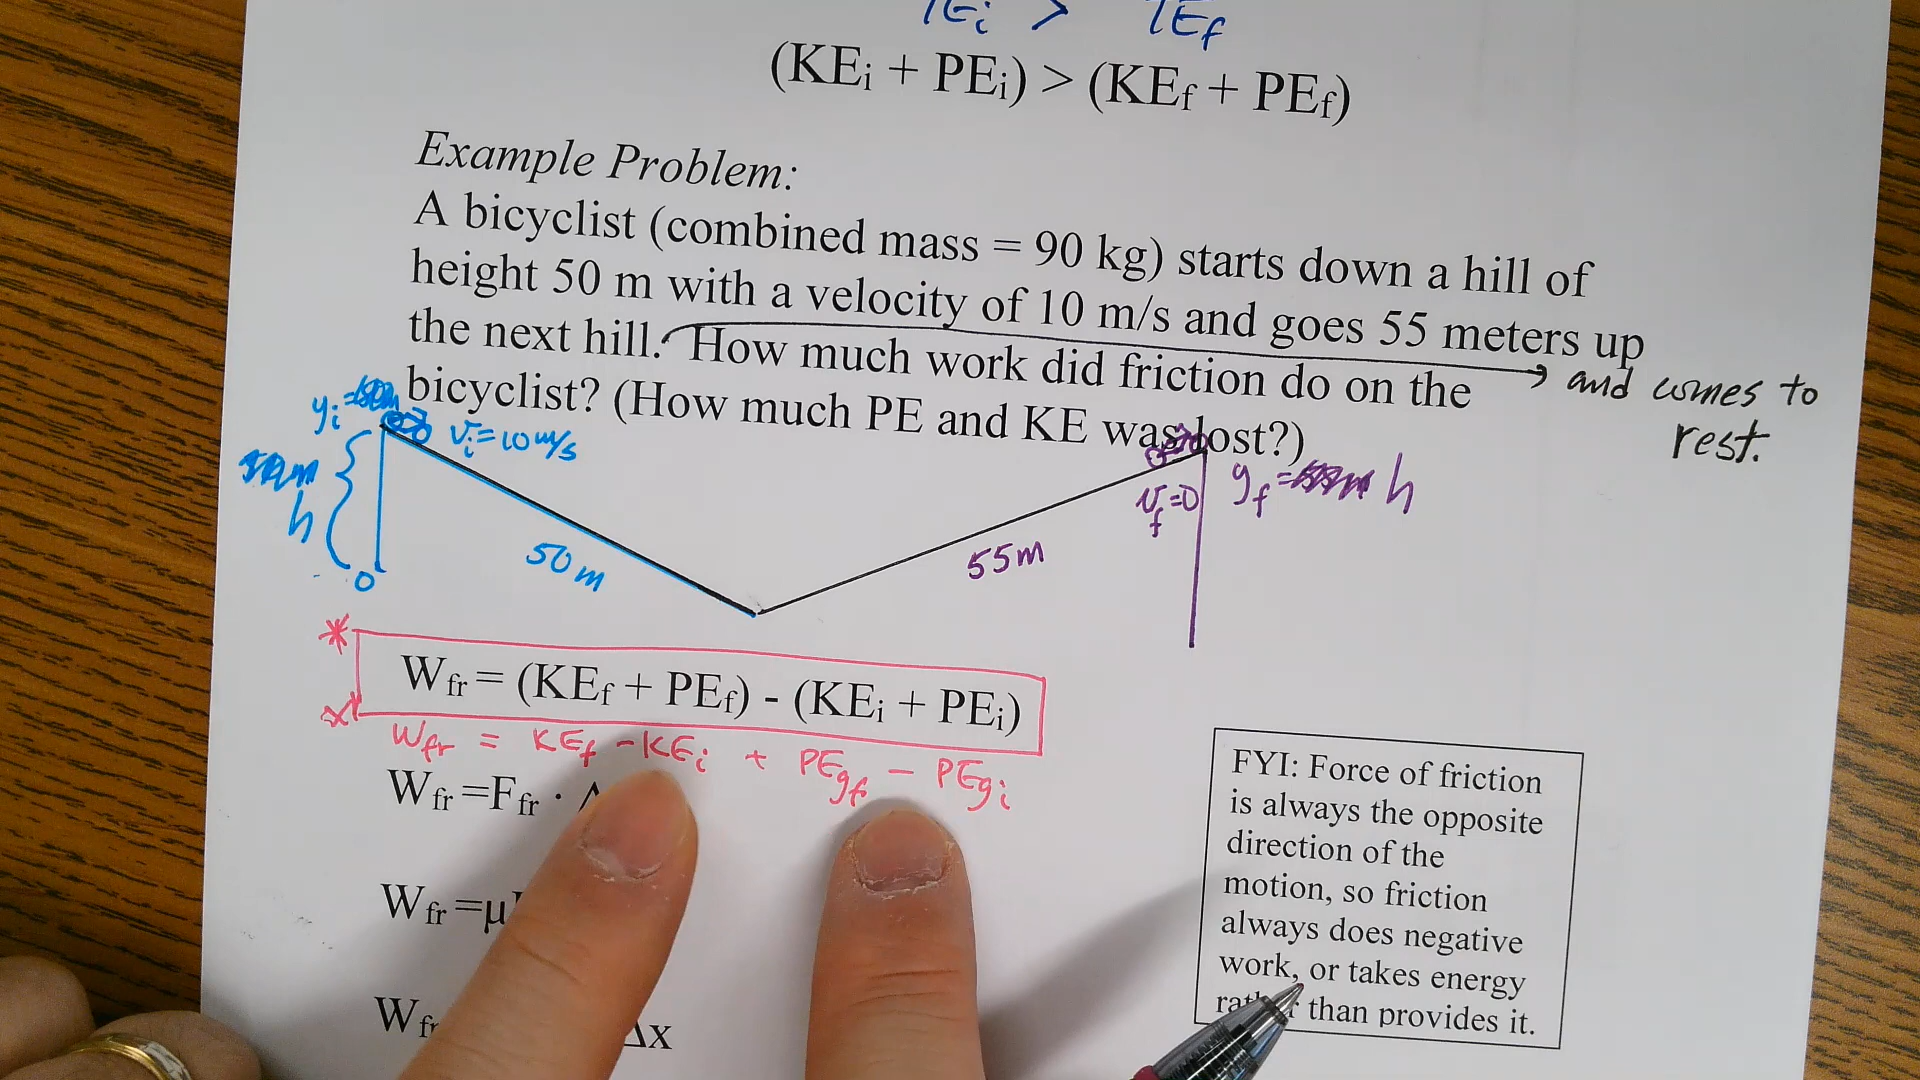 TEi > TEf
(KEi + PEi) > (KEf + PEf)
Example Problem:
A bicyclist (combined mass = 90 kg) starts down a hill of
height 50 m with a velocity of 10 m/s and goes 55 meters up
the next hill. How much work did friction do on the
and comes to
rest.
bicyclist? (How much PE and KE was lost?)
yi =
vi = 10 m/s
h
0
50 m
55m
vf = 0
yf = h
Wfr = (KEf + PEf) - (KEi + PEi)
Wfr = KEf - KEi + PEgf - PEgi
Wfr =Ffr ·
Wfr =μ
Wfr
Δx
FYI: Force of friction
is always the opposite
direction of the
motion, so friction
always does negative
work, or takes energy
than provides it.